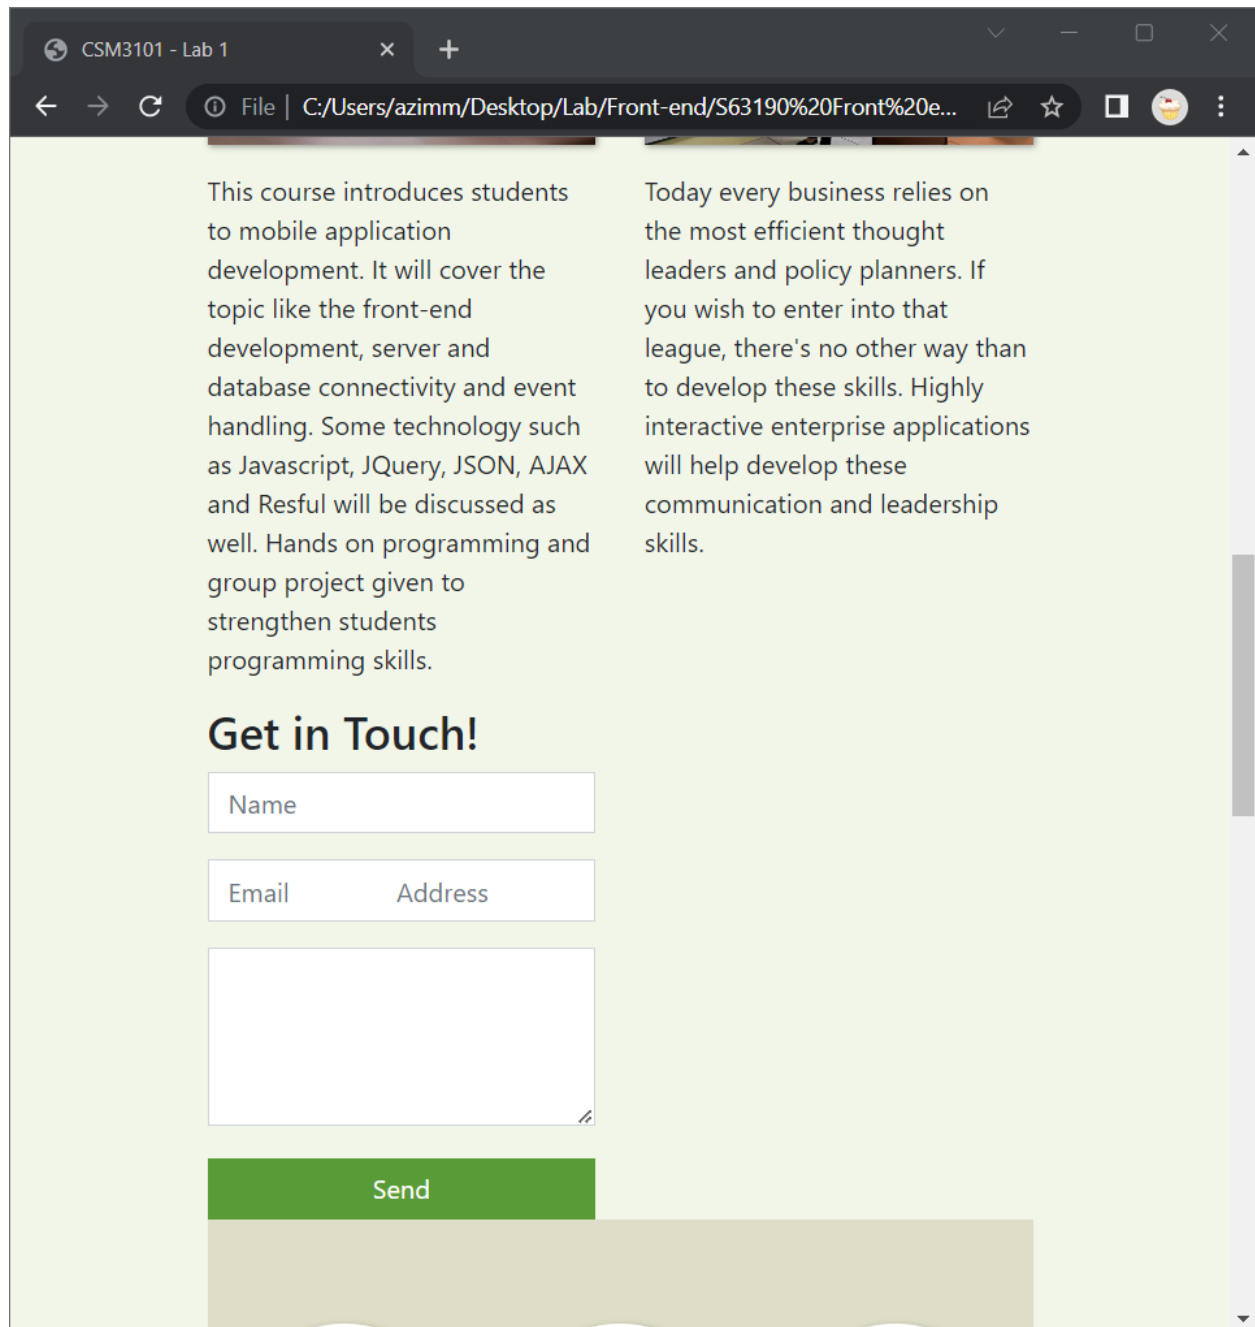 CSM3101 - Lab 1
File | C:/Users/azimm/Desktop/Lab/Front-end/S63190%20Front%20e...
This course introduces students
to mobile application
development. It will cover the
topic like the front-end
development, server and
database connectivity and event
handling. Some technology such
as Javascript, JQuery, JSON, AJAX
and Resful will be discussed as
well. Hands on programming and
group project given to
strengthen students
programming skills.
Today every business relies on
the most efficient thought
leaders and policy planners. If
you wish to enter into that
league, there's no other way than
to develop these skills. Highly
interactive enterprise applications
will help develop these
communication and leadership
skills.
Get in Touch!
Name
Email Address
Send